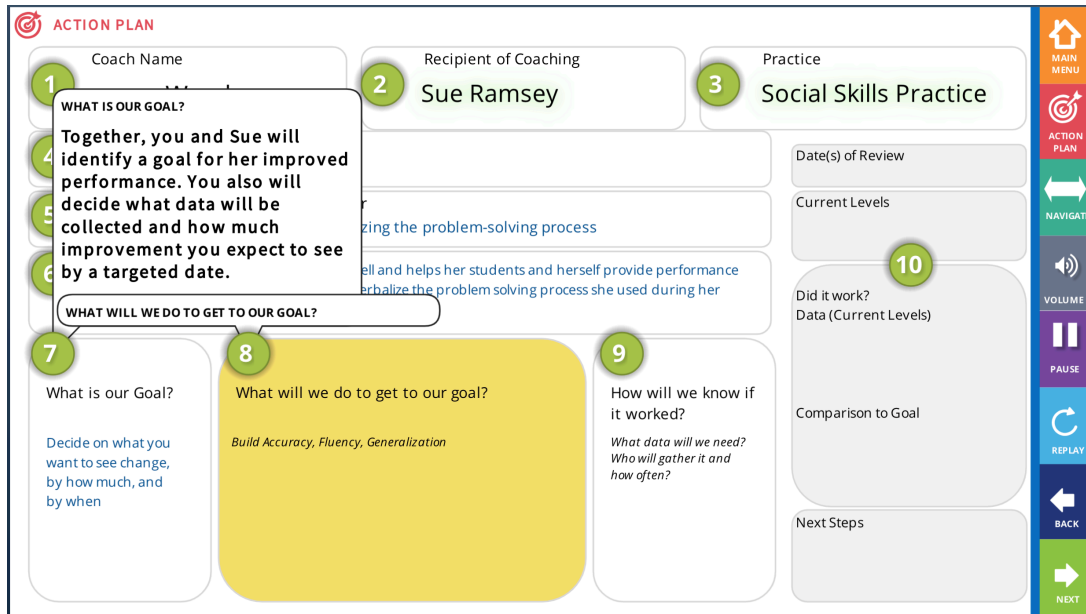 ACTION PLAN
Coach Name
1
Recipient of Coaching
2
Sue Ramsey
Practice
3
Social Skills Practice
WHAT IS OUR GOAL?
Together, you and Sue will
identify a goal for her improved
performance. You also will
decide what data will be
collected and how much
improvement you expect to see
by a targeted date.
4
5
zing the problem-solving process
6
ell and helps her students and herself provide performance
erbalize the problem solving process she used during her
WHAT WILL WE DO TO GET TO OUR GOAL?
7
What is our Goal?
Decide on what you
want to see change,
by how much, and
by when
8
What will we do to get to our goal?
Build Accuracy, Fluency, Generalization
9
How will we know if
it worked?
What data will we need?
Who will gather it and
how often?
Date(s) of Review
Current Levels
10
Did it work?
Data (Current Levels)
Comparison to Goal
Next Steps
MAIN
MENU
ACTION
PLAN
NAVIGAT
VOLUME
PAUSE
REPLAY
BACK
NEXT